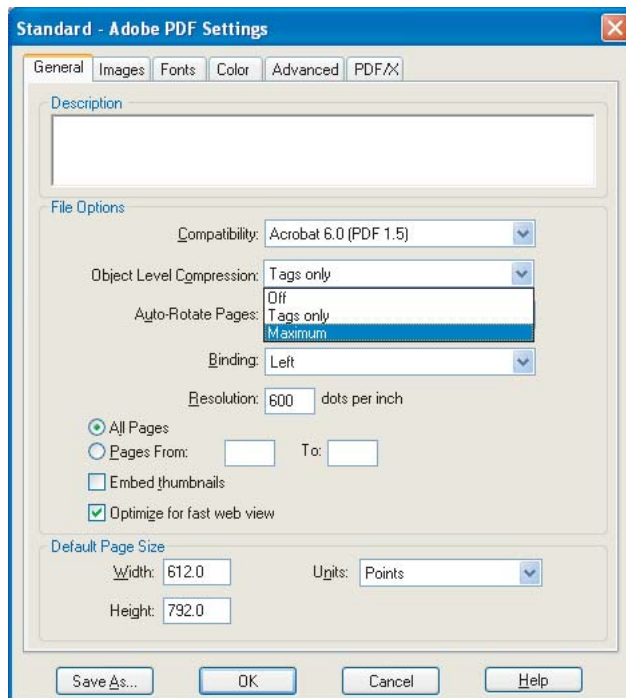 Standard - Adobe PDF Settings
General Images Fonts Color Advanced PDF/X
Description
File Options
Compatibility: Acrobat 6.0 (PDF 1.5)
Object Level Compression: Tags only
Off
Auto-Rotate Pages: Tags only
Maximum
Binding: Left
Resolution: 600 dots per inch
All Pages
Pages From: To:
Embed thumbnails
Optimize for fast web view
Default Page Size
Width: 612.0 Units: Points
Height: 792.0
Save As... OK Cancel Help